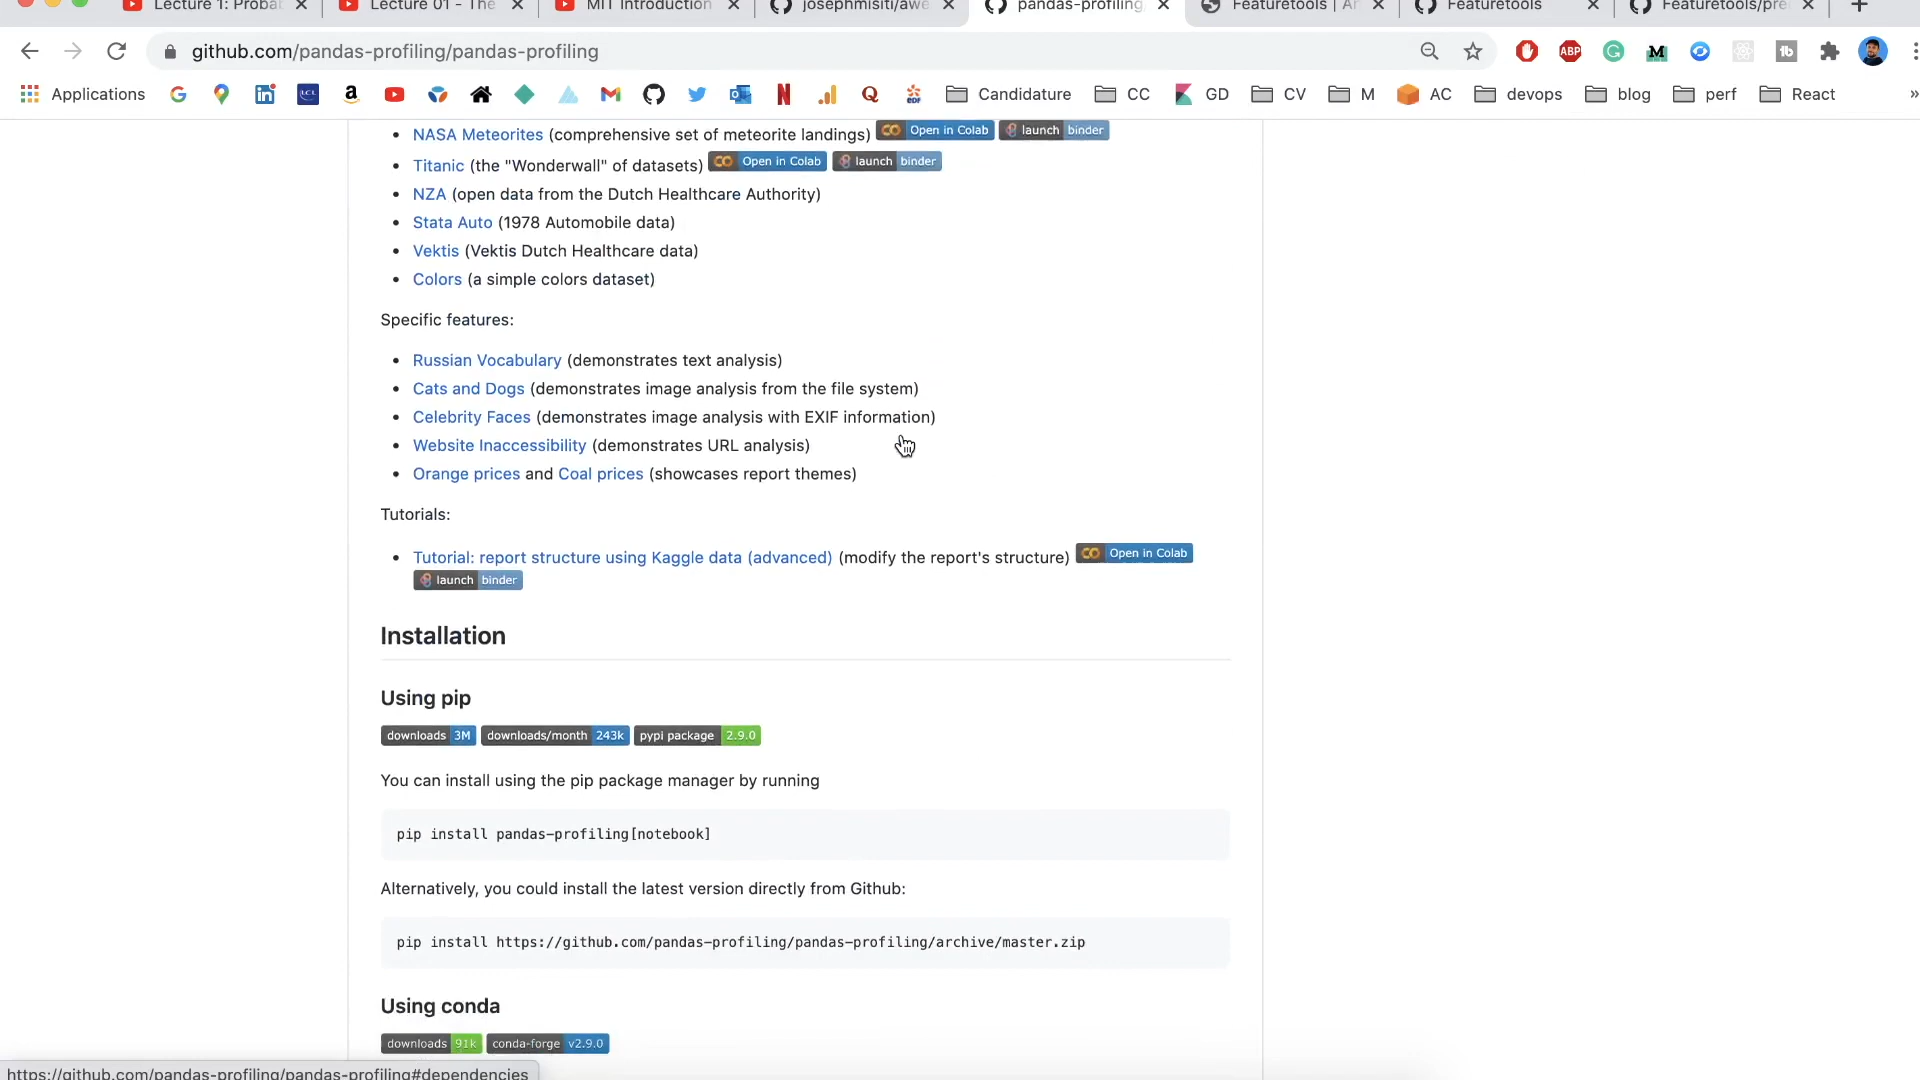 Lecture 1: Probab
Lecture 01 - The
MIT Introduction
josephmisiti/awe
pandas-profiling
Featuretools | An
Featuretools
Featuretools/pre
github.com/pandas-profiling/pandas-profiling
Applications
LCL
Candidature
CC
GD
CV
M
AC
devops
blog
perf
React
»
NASA Meteorites (comprehensive set of meteorite landings) Open in Colab launch binder
Titanic (the "Wonderwall" of datasets) Open in Colab launch binder
NZA (open data from the Dutch Healthcare Authority)
Stata Auto (1978 Automobile data)
Vektis (Vektis Dutch Healthcare data)
Colors (a simple colors dataset)
Specific features:
Russian Vocabulary (demonstrates text analysis)
Cats and Dogs (demonstrates image analysis from the file system)
Celebrity Faces (demonstrates image analysis with EXIF information)
Website Inaccessibility (demonstrates URL analysis)
Orange prices and Coal prices (showcases report themes)
Tutorials:
Tutorial: report structure using Kaggle data (advanced) (modify the report's structure) Open in Colab
launch binder
Installation
Using pip
downloads 3M downloads/month 243k pypi package 2.9.0
You can install using the pip package manager by running
pip install pandas-profiling[notebook]
Alternatively, you could install the latest version directly from Github:
pip install https://github.com/pandas-profiling/pandas-profiling/archive/master.zip
Using conda
downloads 91k conda-forge v2.9.0
https://github.com/pandas-profiling/pandas-profiling#dependencies